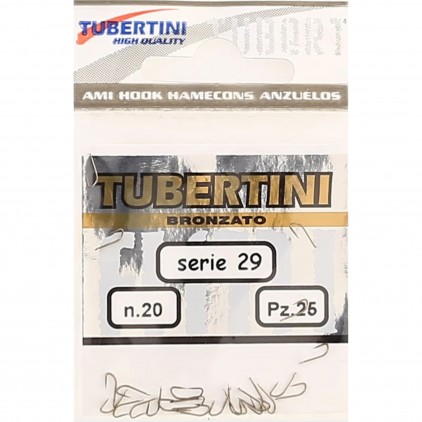 TUBERTINI
HIGH QUALITY
AMI HOOK HAMECONS ANZUELOS
TUBERTINI
BRONZATO
serie 29
n.20
Pz.25